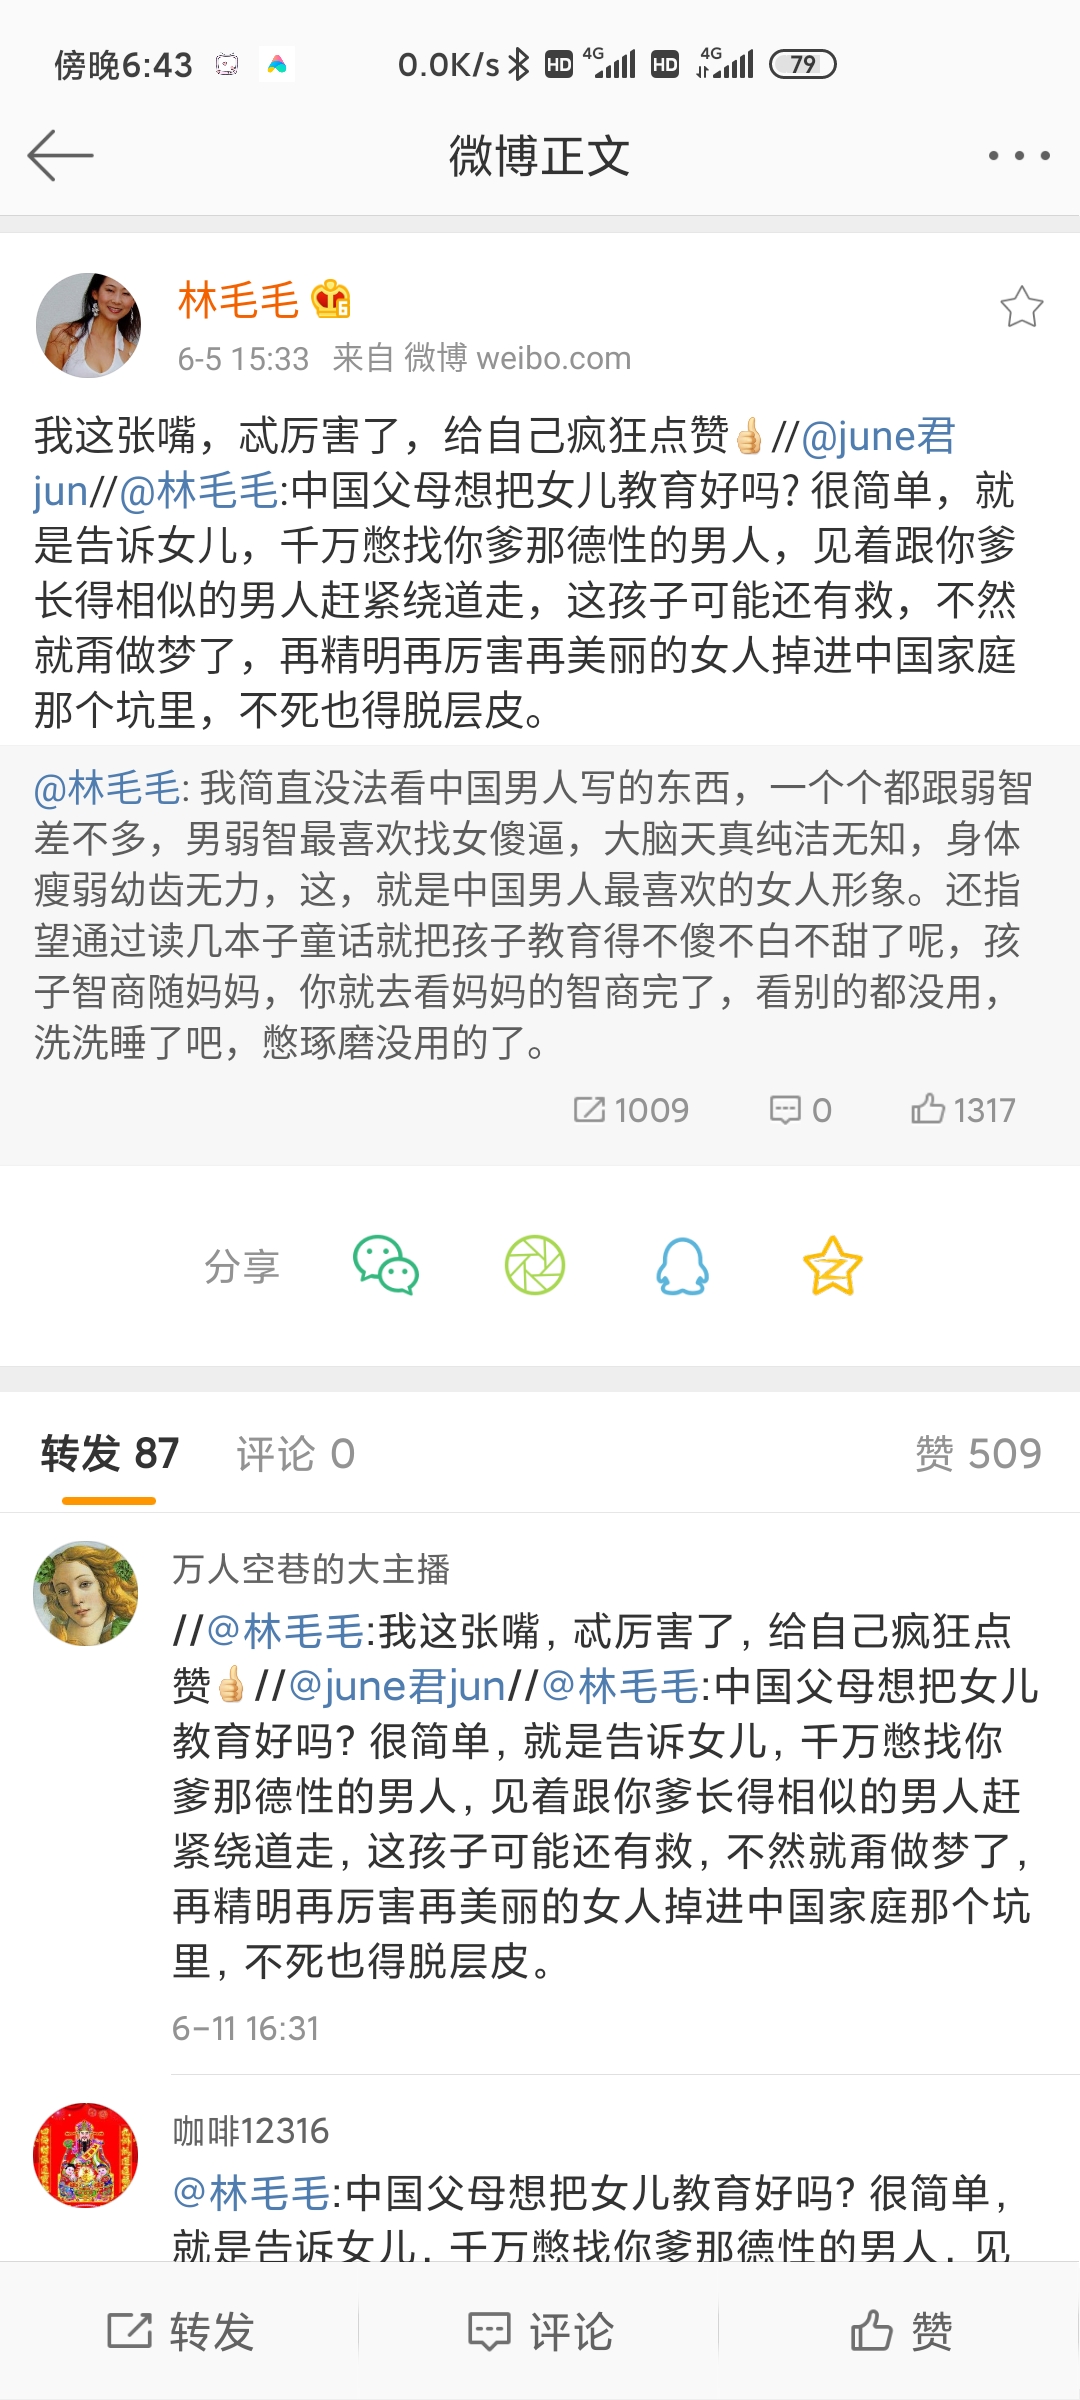 傍晚6:43 0.0K/s HD 4G HD 4G 79
微博正文
林毛毛 6
6-5 15:33 来自 微博 weibo.com
我这张嘴，忒厉害了，给自己疯狂点赞👍//@june君
jun//@林毛毛:中国父母想把女儿教育好吗? 很简单，就
是告诉女儿，千万憋找你爹那德性的男人，见着跟你爹
长得相似的男人赶紧绕道走，这孩子可能还有救，不然
就甭做梦了，再精明再厉害再美丽的女人掉进中国家庭
那个坑里，不死也得脱层皮。
@林毛毛: 我简直没法看中国男人写的东西，一个个都跟弱智
差不多，男弱智最喜欢找女傻逼，大脑天真纯洁无知，身体
瘦弱幼齿无力，这，就是中国男人最喜欢的女人形象。还指
望通过读几本子童话就把孩子教育得不傻不白不甜了呢，孩
子智商随妈妈，你就去看妈妈的智商完了，看别的都没用，
洗洗睡了吧，憋琢磨没用的了。
1009 0 1317
分享
转发 87 评论 0 赞 509
万人空巷的大主播
//@林毛毛:我这张嘴, 忒厉害了, 给自己疯狂点
赞👍//@june君jun//@林毛毛:中国父母想把女儿
教育好吗? 很简单, 就是告诉女儿, 千万憋找你
爹那德性的男人, 见着跟你爹长得相似的男人赶
紧绕道走, 这孩子可能还有救, 不然就甭做梦了,
再精明再厉害再美丽的女人掉进中国家庭那个坑
里, 不死也得脱层皮。
6-11 16:31
咖啡12316
@林毛毛:中国父母想把女儿教育好吗? 很简单,
就是告诉女儿, 千万憋找你爹那德性的男人, 见
转发 评论 赞